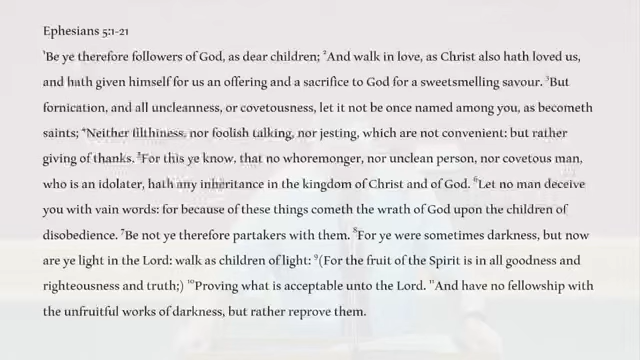 Ephesians 5:1-21
¹Be ye therefore followers of God, as dear children; ²And walk in love, as Christ also hath loved us,
and hath given himself for us an offering and a sacrifice to God for a sweetsmelling savour. ³But
fornication, and all uncleanness, or covetousness, let it not be once named among you, as becometh
saints; ⁴Neither filthiness, nor foolish talking, nor jesting, which are not convenient: but rather
giving of thanks. ⁵For this ye know, that no whoremonger, nor unclean person, nor covetous man,
who is an idolater, hath any inheritance in the kingdom of Christ and of God. ⁶Let no man deceive
you with vain words: for because of these things cometh the wrath of God upon the children of
disobedience. ⁷Be not ye therefore partakers with them. ⁸For ye were sometimes darkness, but now
are ye light in the Lord: walk as children of light: ⁹(For the fruit of the Spirit is in all goodness and
righteousness and truth;) ¹⁰Proving what is acceptable unto the Lord. ¹¹And have no fellowship with
the unfruitful works of darkness, but rather reprove them.